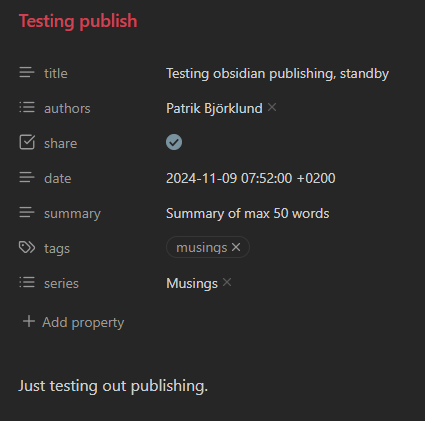 Testing publish
title Testing obsidian publishing, standby
authors Patrik Björklund ×
share
date 2024-11-09 07:52:00 +0200
summary Summary of max 50 words
tags musings ×
series Musings ×
+ Add property
Just testing out publishing.